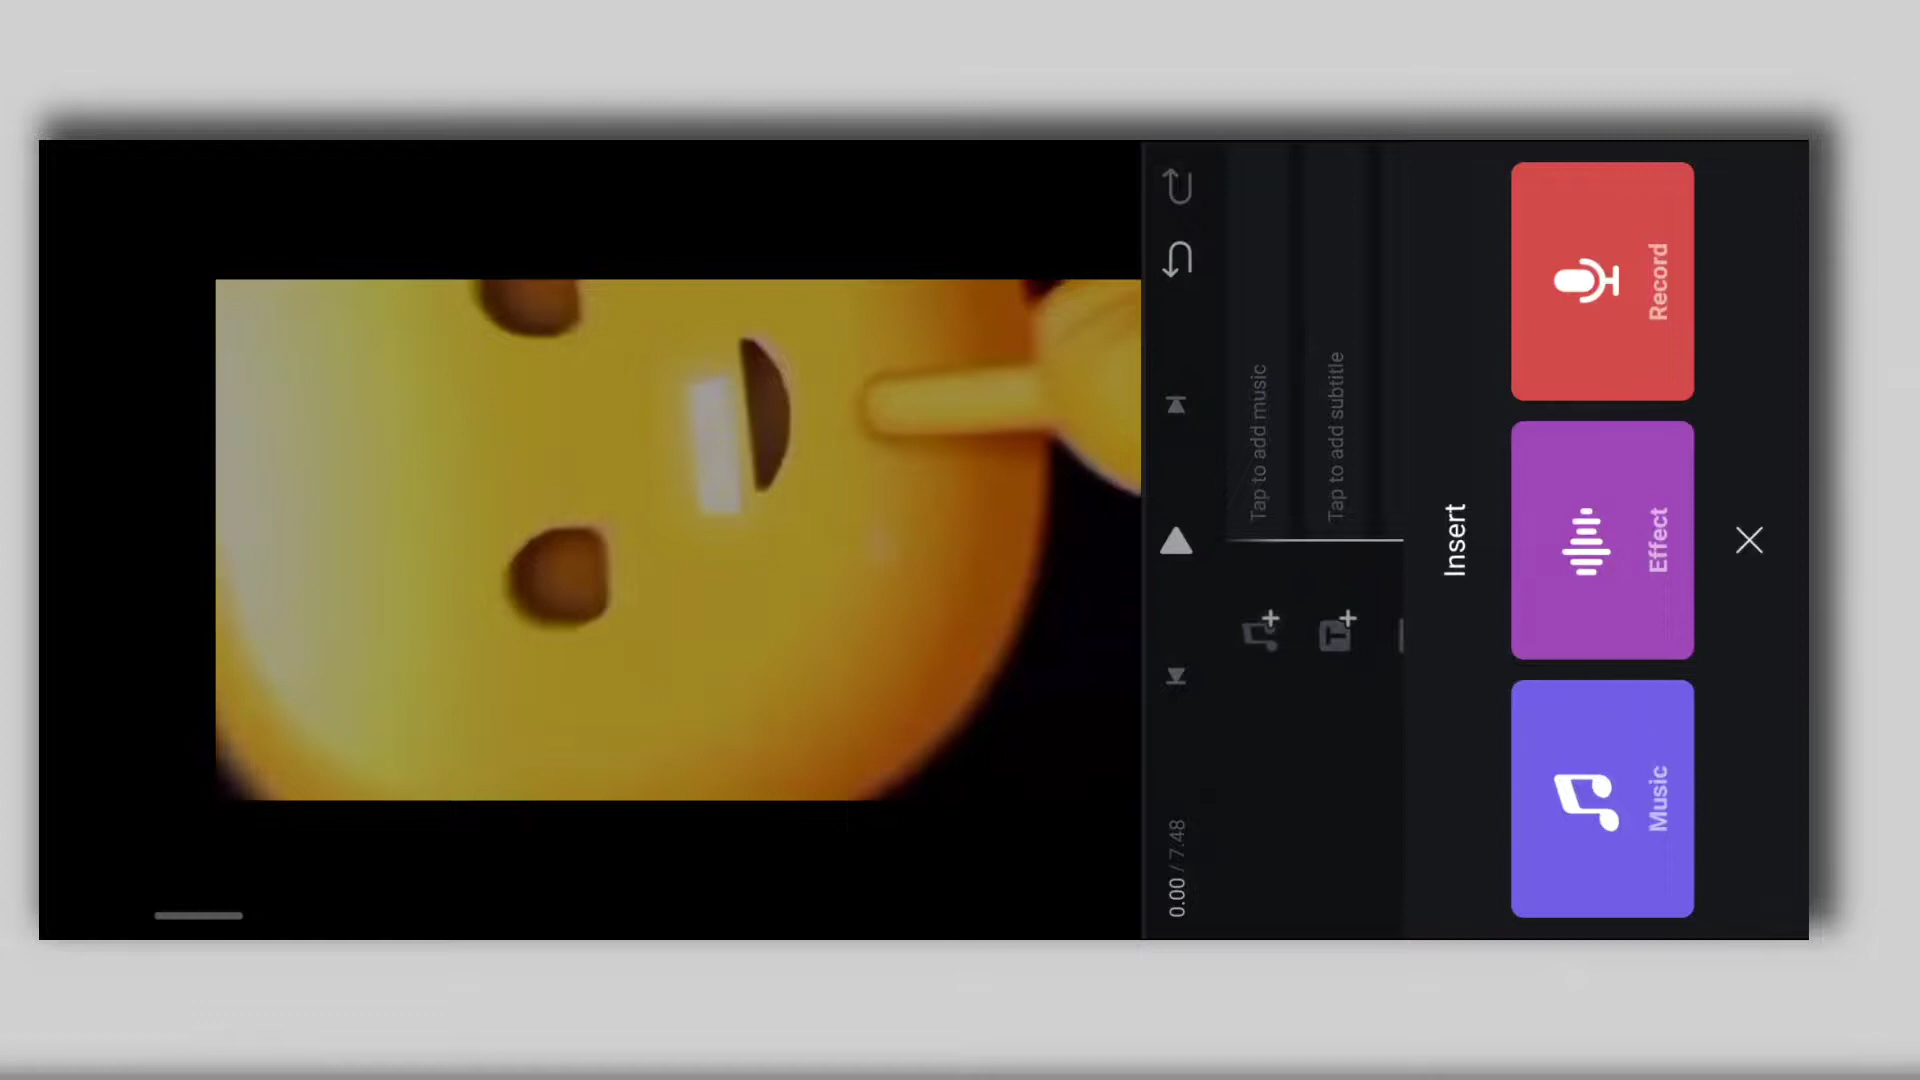 0.00 / 7.48
Tap to add music
Tap to add subtitle
Insert
Music
Effect
Record